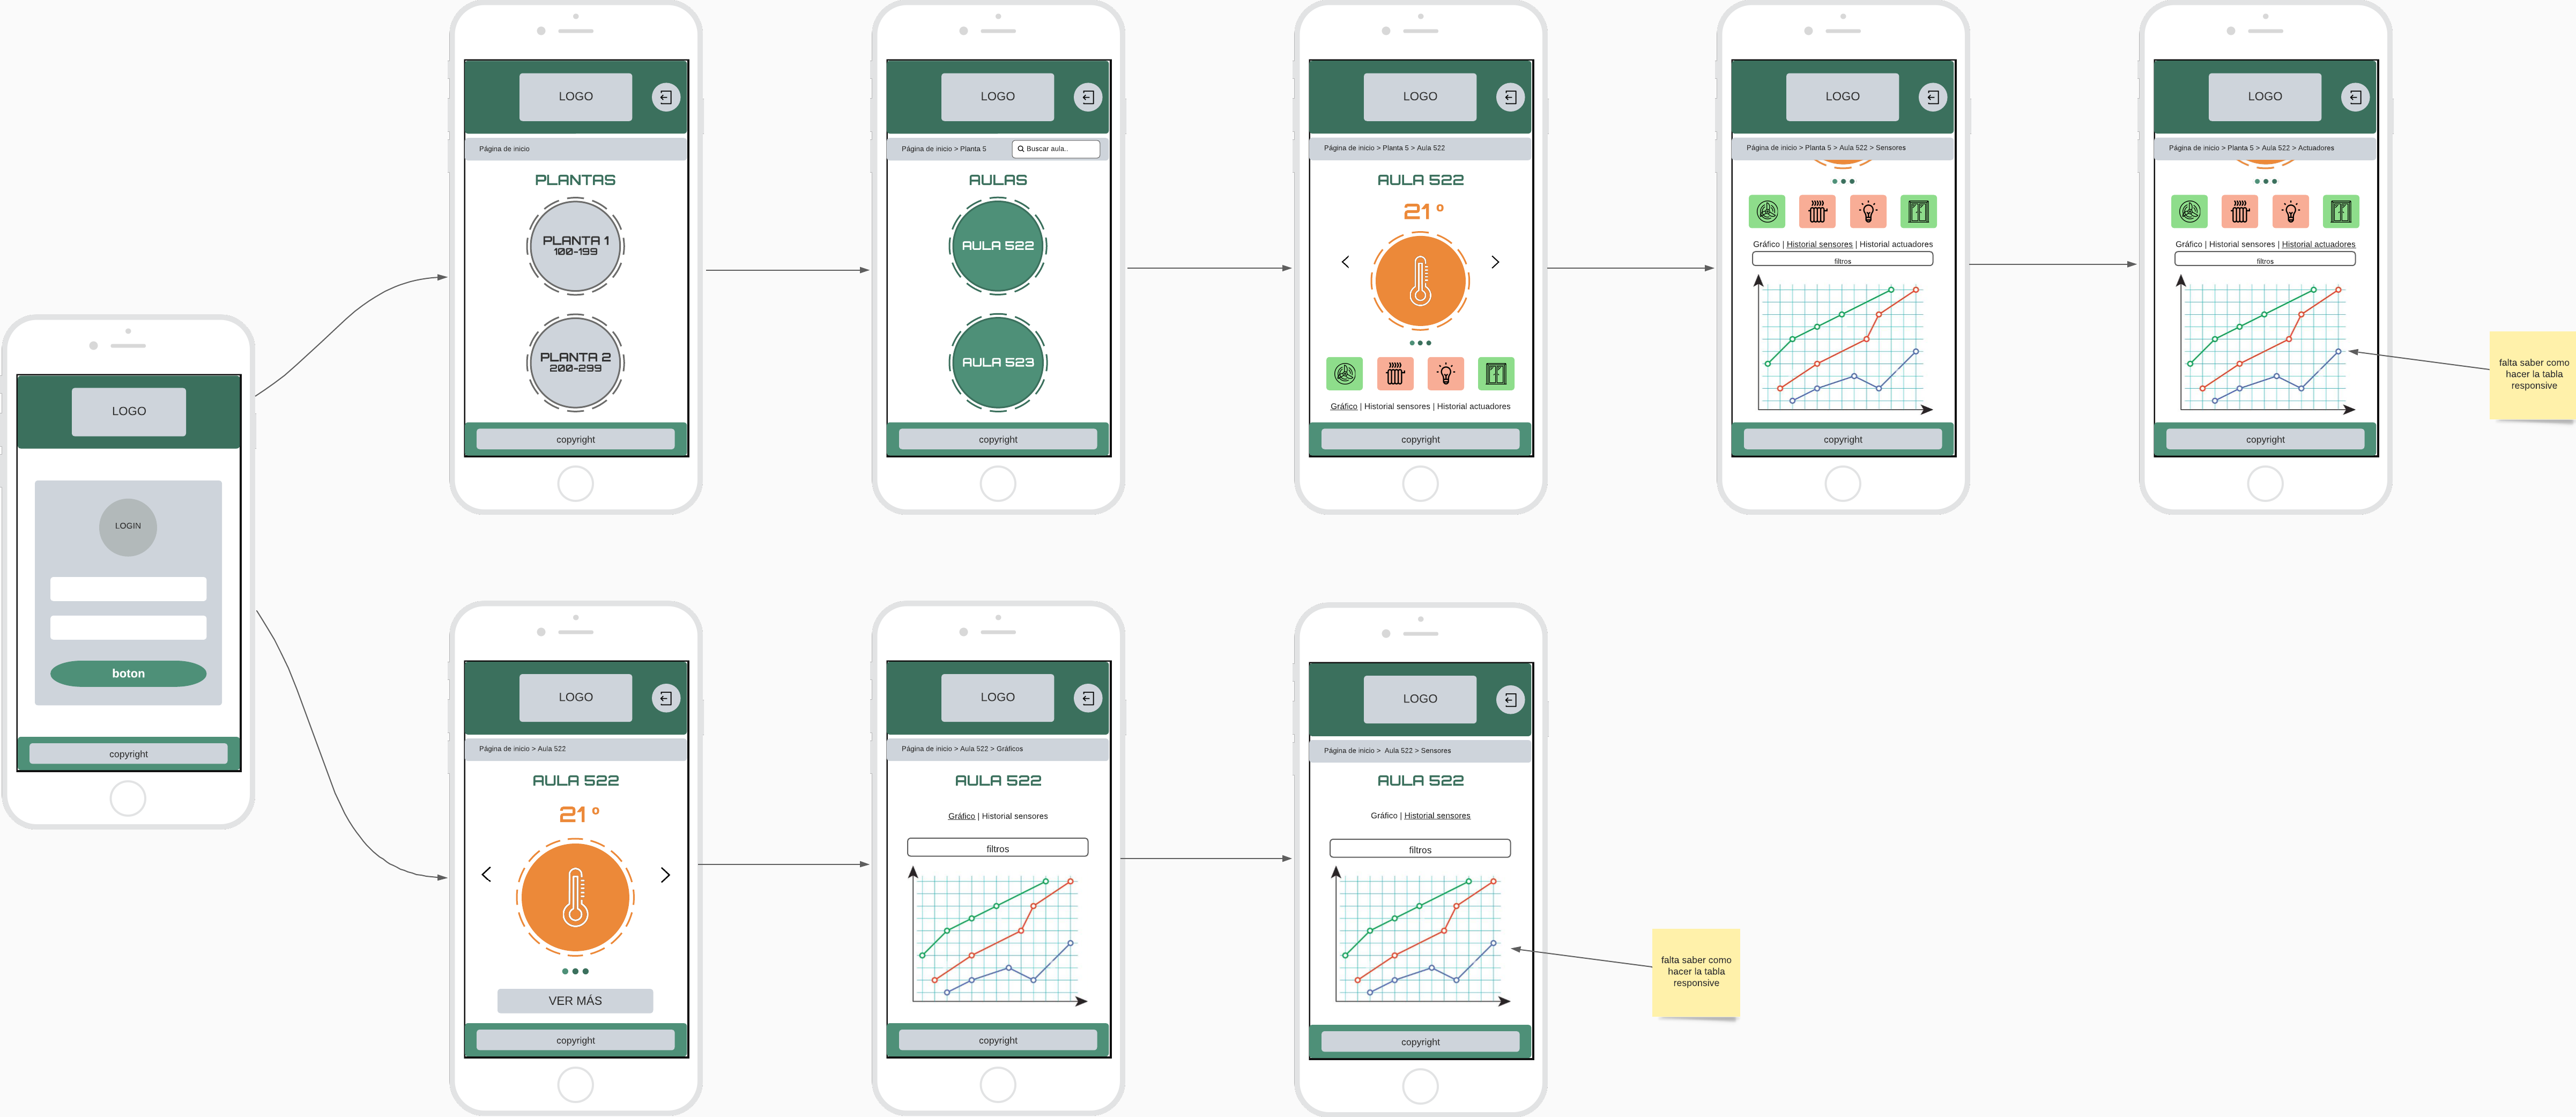 LOGO
LOGIN
boton
copyright
LOGO
Página de inicio
PLANTAS
PLANTA 1
100-199
PLANTA 2
200-299
copyright
LOGO
Página de inicio > Planta 5
Buscar aula..
AULAS
AULA 522
AULA 523
copyright
LOGO
Página de inicio > Planta 5 > Aula 522
AULA 522
21 º
Gráfico | Historial sensores | Historial actuadores
copyright
LOGO
Página de inicio > Planta 5 > Aula 522 > Sensores
Gráfico | Historial sensores | Historial actuadores
filtros
copyright
LOGO
Página de inicio > Planta 5 > Aula 522 > Actuadores
Gráfico | Historial sensores | Historial actuadores
filtros
copyright
falta saber como
hacer la tabla
responsive
LOGO
Página de inicio > Aula 522
AULA 522
21 º
VER MÁS
copyright
LOGO
Página de inicio > Aula 522 > Gráficos
AULA 522
Gráfico | Historial sensores
filtros
copyright
LOGO
Página de inicio > Aula 522 > Sensores
AULA 522
Gráfico | Historial sensores
filtros
copyright
falta saber como
hacer la tabla
responsive